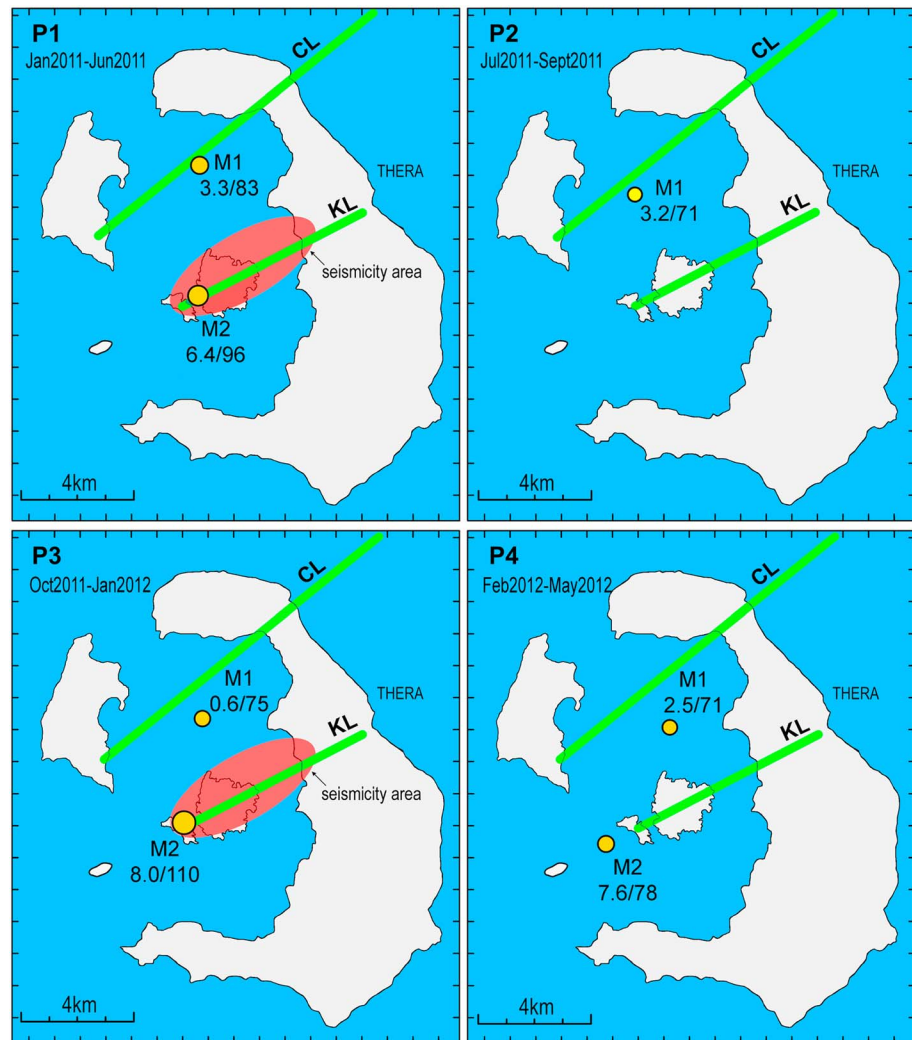 P1
Jan2011-Jun2011
CL
M1
3.3/83
THERA
KL
seismicity area
M2
6.4/96
4km
P2
Jul2011-Sept2011
CL
M1
3.2/71
THERA
KL
4km
P3
Oct2011-Jan2012
CL
M1
0.6/75
THERA
KL
seismicity area
M2
8.0/110
4km
P4
Feb2012-May2012
CL
M1
2.5/71
THERA
KL
M2
7.6/78
4km